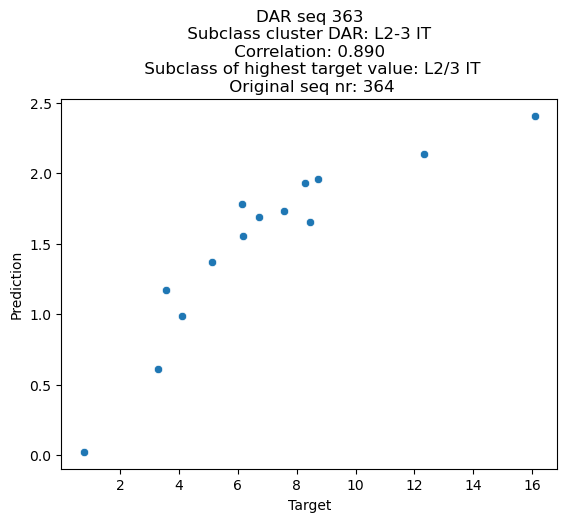 DAR seq 363
Subclass cluster DAR: L2-3 IT
Correlation: 0.890
Subclass of highest target value: L2/3 IT
Original seq nr: 364
2.5
2.0
1.5
1.0
0.5
0.0
Prediction
2 4 6 8 10 12 14 16
Target